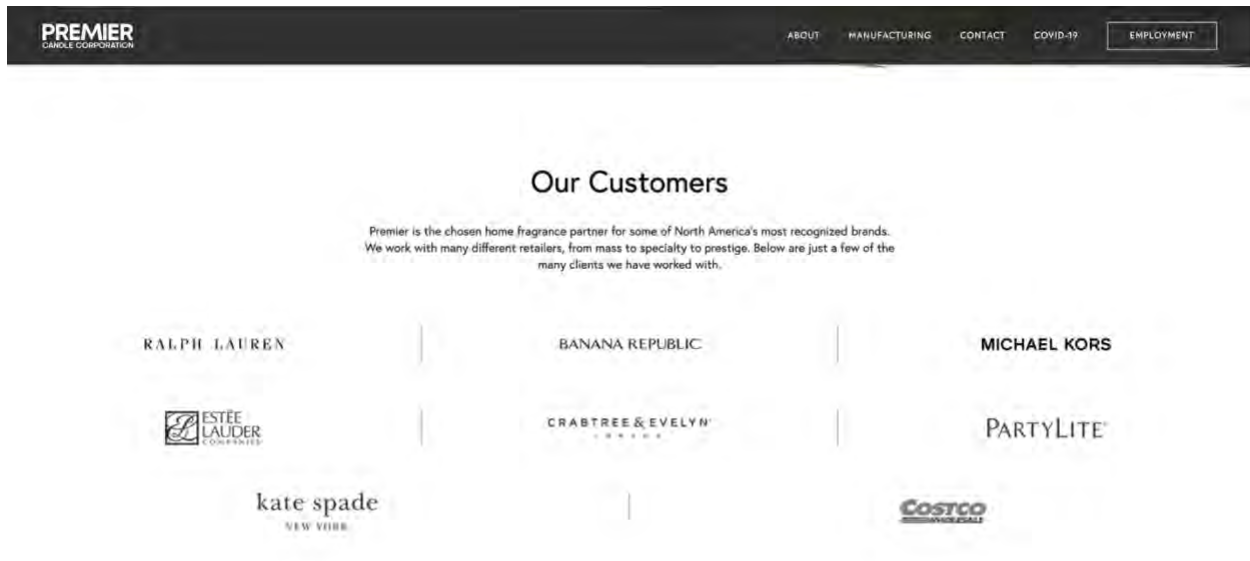 PREMIER
CANDLE CORPORATION
ABOUT MANUFACTURING CONTACT COVID-19 EMPLOYMENT
Our Customers
Premier is the chosen home fragrance partner for some of North America's most recognized brands.
We work with many different retailers, from mass to specialty to prestige. Below are just a few of the
many clients we have worked with.
RALPH LAUREN BANANA REPUBLIC MICHAEL KORS
ESTĒE
LAUDER
COMPANIES
CRABTREE & EVELYN
LONDON
PARTYLITE
kate spade
NEW YORK
COSTCO
WHOLESALE